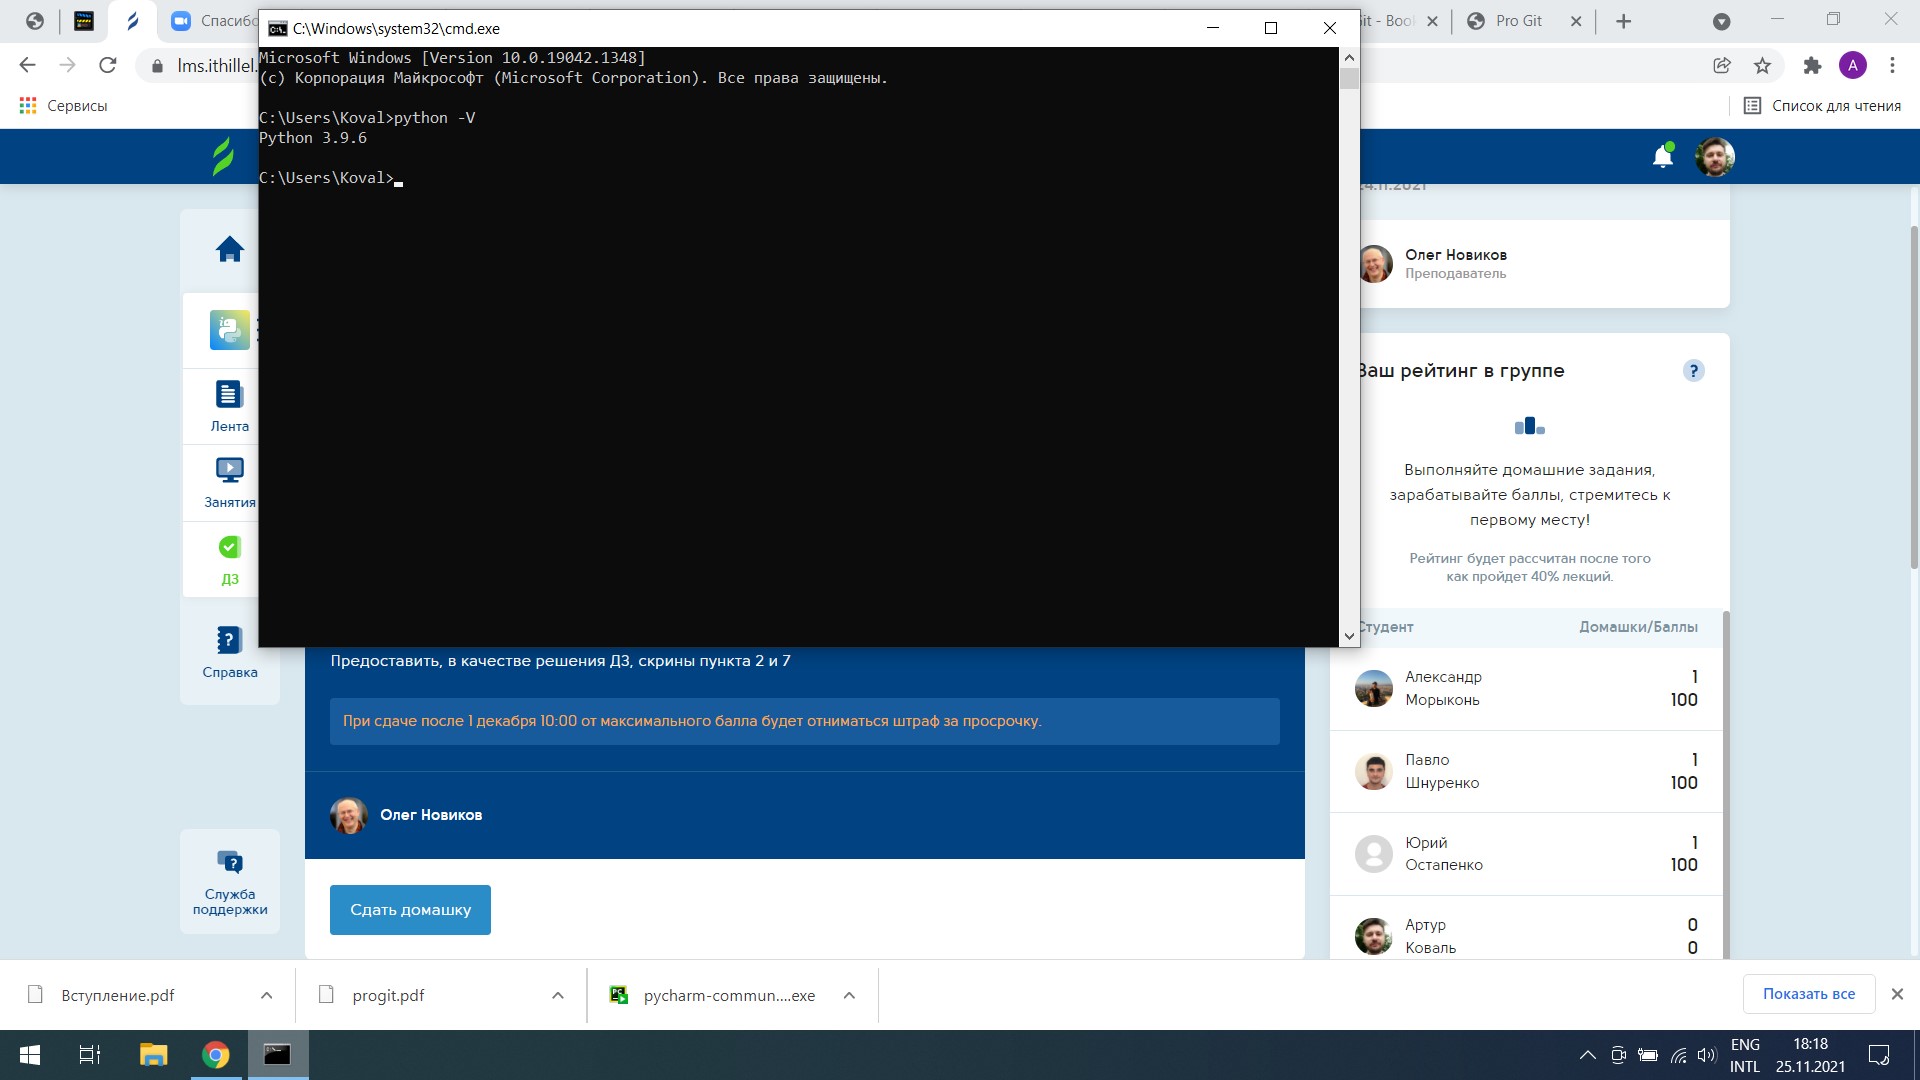 Спасибо
C:\Windows\system32\cmd.exe
Git - Book
Pro Git
lms.ithillel.
A
Сервисы
Список для чтения
Microsoft Windows [Version 10.0.19042.1348]
(c) Корпорация Майкрософт (Microsoft Corporation). Все права защищены.
C:\Users\Koval>python -V
Python 3.9.6
C:\Users\Koval>
24.11.2021
Олег Новиков
Преподаватель
Лента
Занятия
ДЗ
Справка
Служба
поддержки
Ваш рейтинг в группе
?
Выполняйте домашние задания,
зарабатывайте баллы, стремитесь к
первому месту!
Рейтинг будет рассчитан после того
как пройдет 40% лекций.
Студент Домашки/Баллы
Александр 1
Морыконь 100
Павло 1
Шнуренко 100
Юрий 1
Остапенко 100
Артур 0
Коваль 0
Предоставить, в качестве решения ДЗ, скрины пункта 2 и 7
При сдаче после 1 декабря 10:00 от максимального балла будет отниматься штраф за просрочку.
Олег Новиков
Сдать домашку
Вступление.pdf
progit.pdf
pycharm-commun....exe
Показать все
ENG
INTL
18:18
25.11.2021